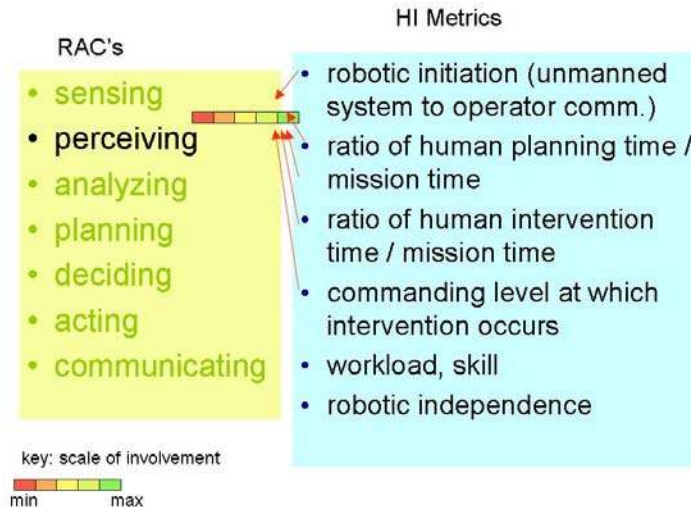 HI Metrics
RAC's
• sensing
• perceiving
• analyzing
• planning
• deciding
• acting
• communicating
• robotic initiation (unmanned
system to operator comm.)
• ratio of human planning time /
mission time
• ratio of human intervention
time / mission time
• commanding level at which
intervention occurs
• workload, skill
• robotic independence
key: scale of involvement
min max